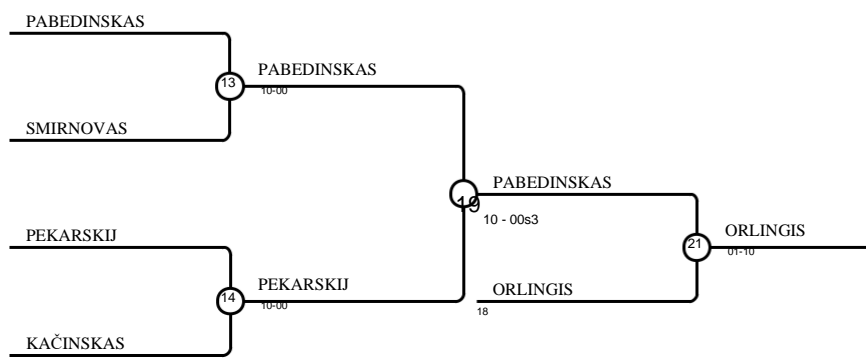 PABEDINSKAS
13
PABEDINSKAS
10-00
SMIRNOVAS
19
PABEDINSKAS
10 - 00s3
PEKARSKIJ
21
ORLINGIS
01-10
14
PEKARSKIJ
10-00
ORLINGIS
18
KAČINSKAS